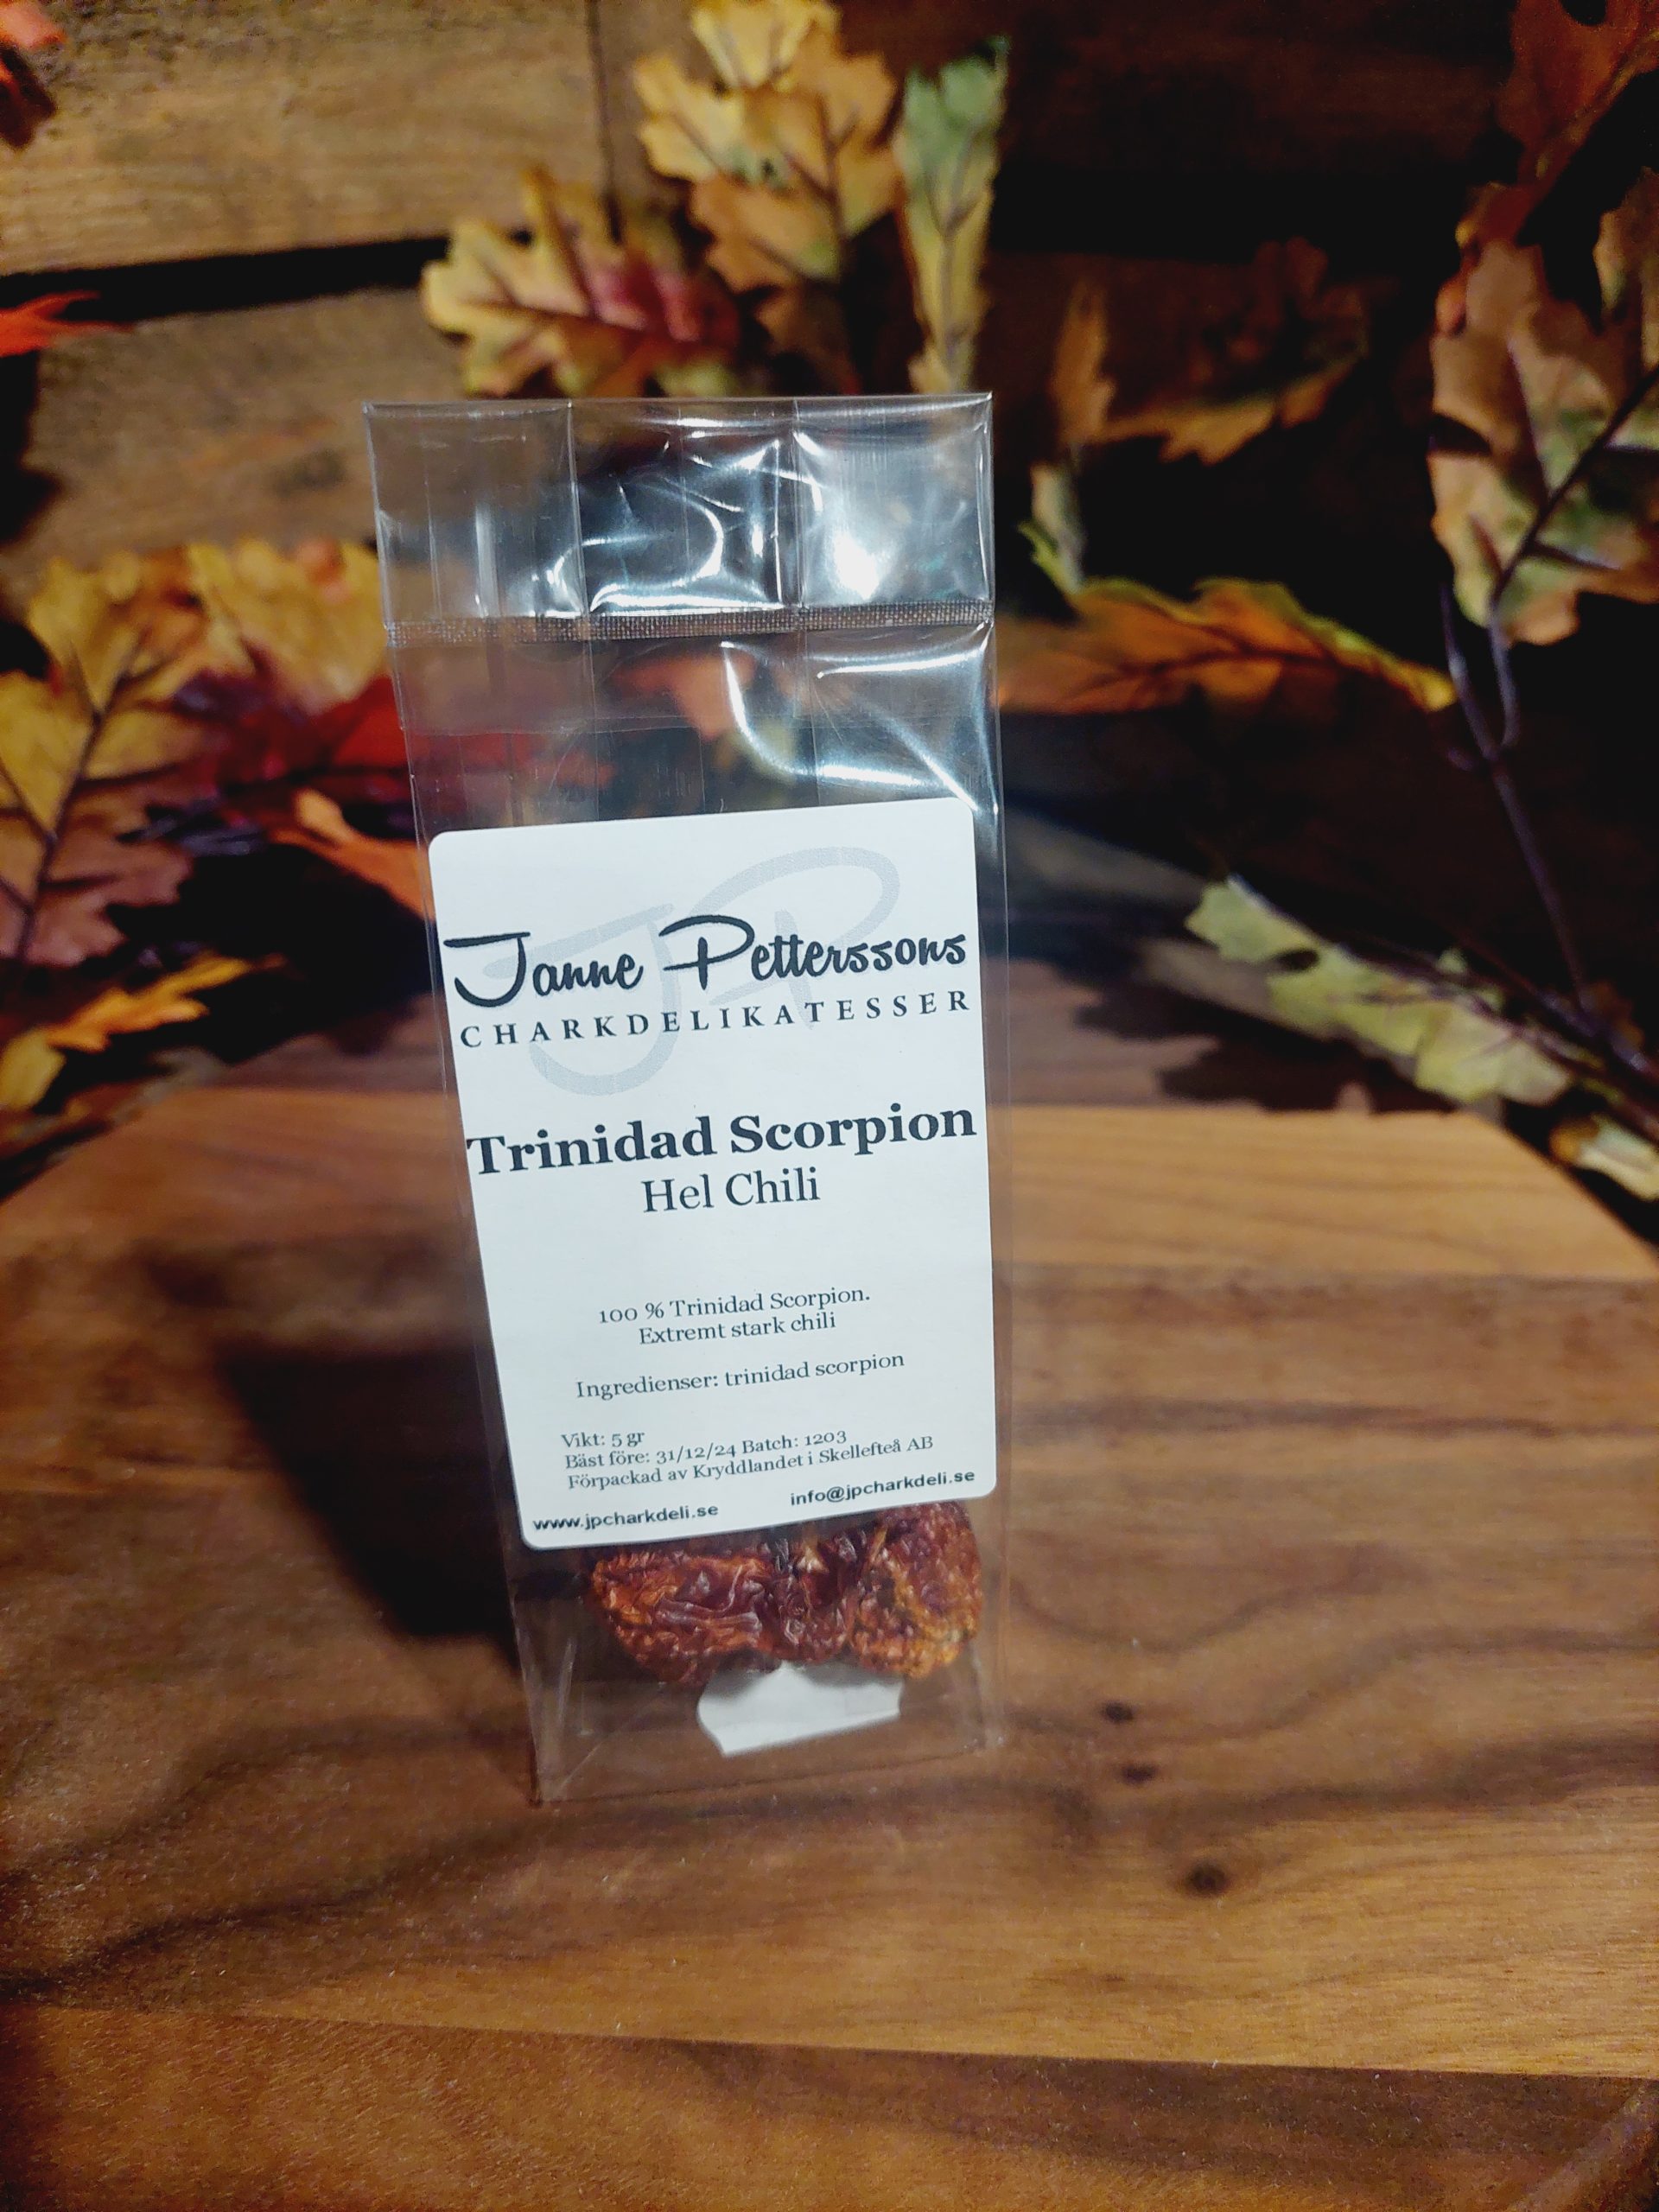 Janne Petterssons
CHARKDELIKATESSER
Trinidad Scorpion
Hel Chili
100 % Trinidad Scorpion.
Extremt stark chili
Ingredienser: trinidad scorpion
Vikt: 5 gr
Bäst före: 31/12/24 Batch: 1203
Förpackad av Kryddlandet i Skellefteå AB
www.jpcharkdeli.se info@jpcharkdeli.se